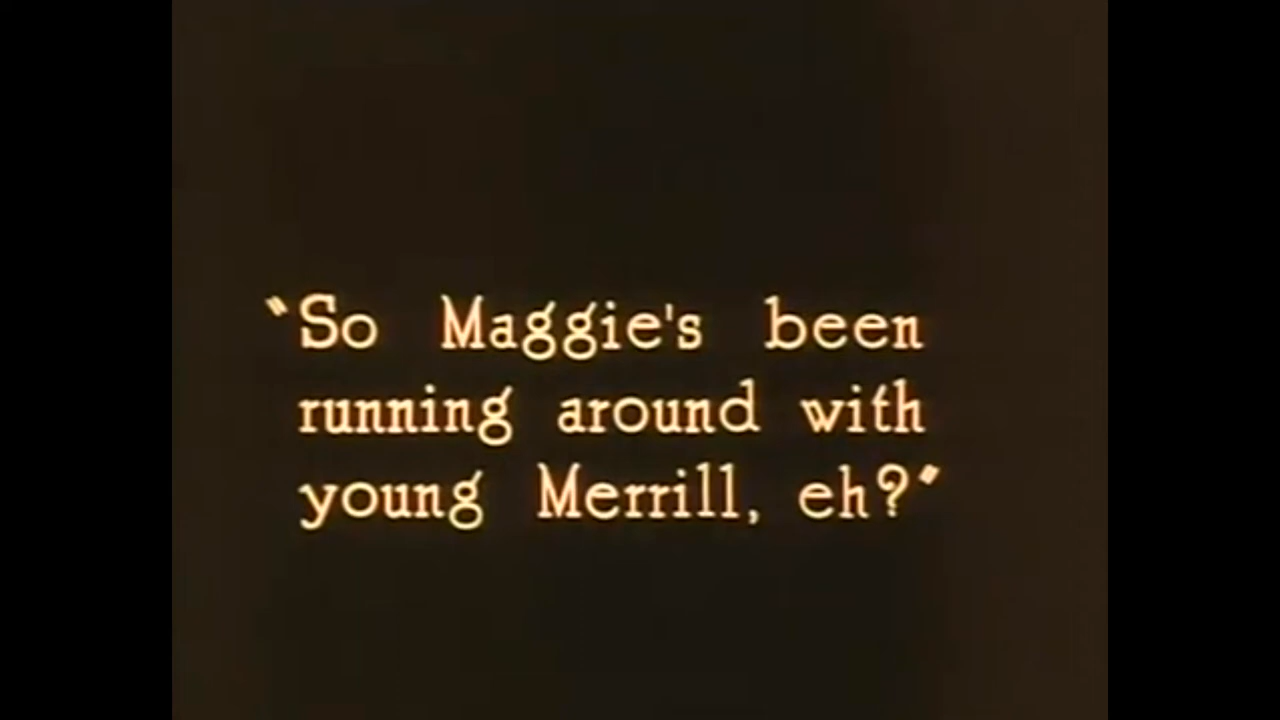 "So Maggie's been
running around with
young Merrill, eh?"